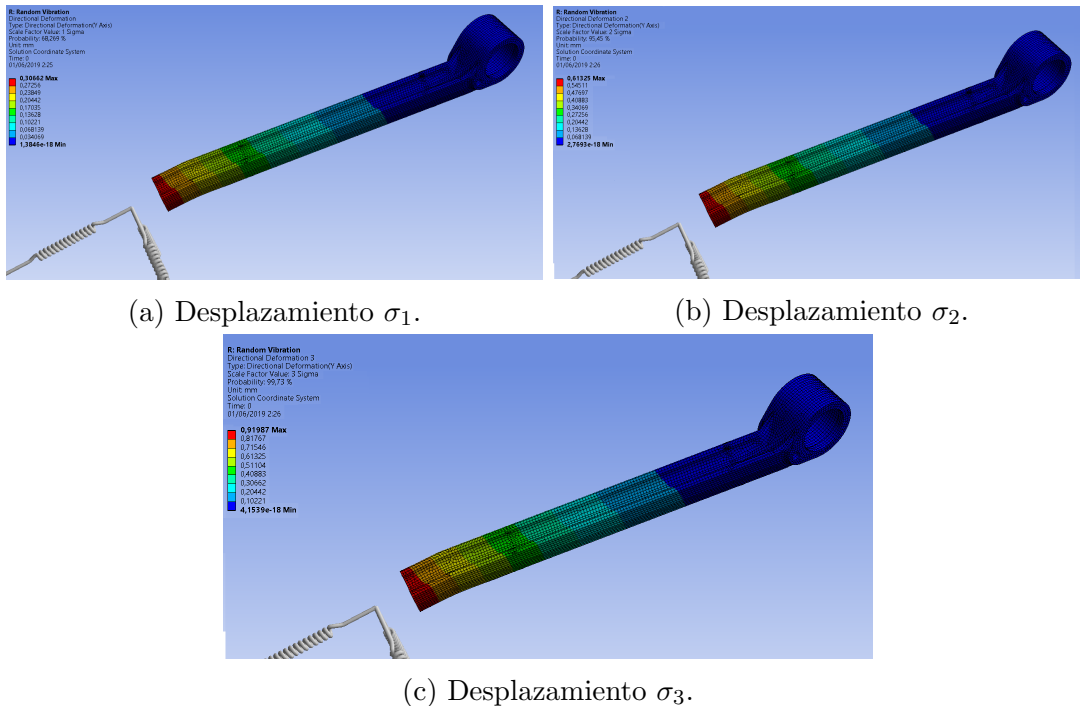 R: Random Vibration
Directional Deformation
Type: Directional Deformation(Y Axis)
Scale Factor Value: 1 Sigma
Probability: 68,269 %
Unit: mm
Solution Coordinate System
Time: 0
01/06/2019 2:25
0,30662 Max
0,27256
0,23849
0,20442
0,17035
0,13628
0,10221
0,068139
0,034069
1,3846e-18 Min
R: Random Vibration
Directional Deformation 2
Type: Directional Deformation(Y Axis)
Scale Factor Value: 2 Sigma
Probability: 95,45 %
Unit: mm
Solution Coordinate System
Time: 0
01/06/2019 2:26
0,61325 Max
0,54511
0,47697
0,40883
0,34069
0,27256
0,20442
0,13628
0,068139
2,7693e-18 Min
(a) Desplazamiento σ₁.
(b) Desplazamiento σ₂.
R: Random Vibration
Directional Deformation 3
Type: Directional Deformation(Y Axis)
Scale Factor Value: 3 Sigma
Probability: 99,73 %
Unit: mm
Solution Coordinate System
Time: 0
01/06/2019 2:26
0,91987 Max
0,81767
0,71546
0,61325
0,51104
0,40883
0,30662
0,20442
0,10221
4,1539e-18 Min
(c) Desplazamiento σ₃.